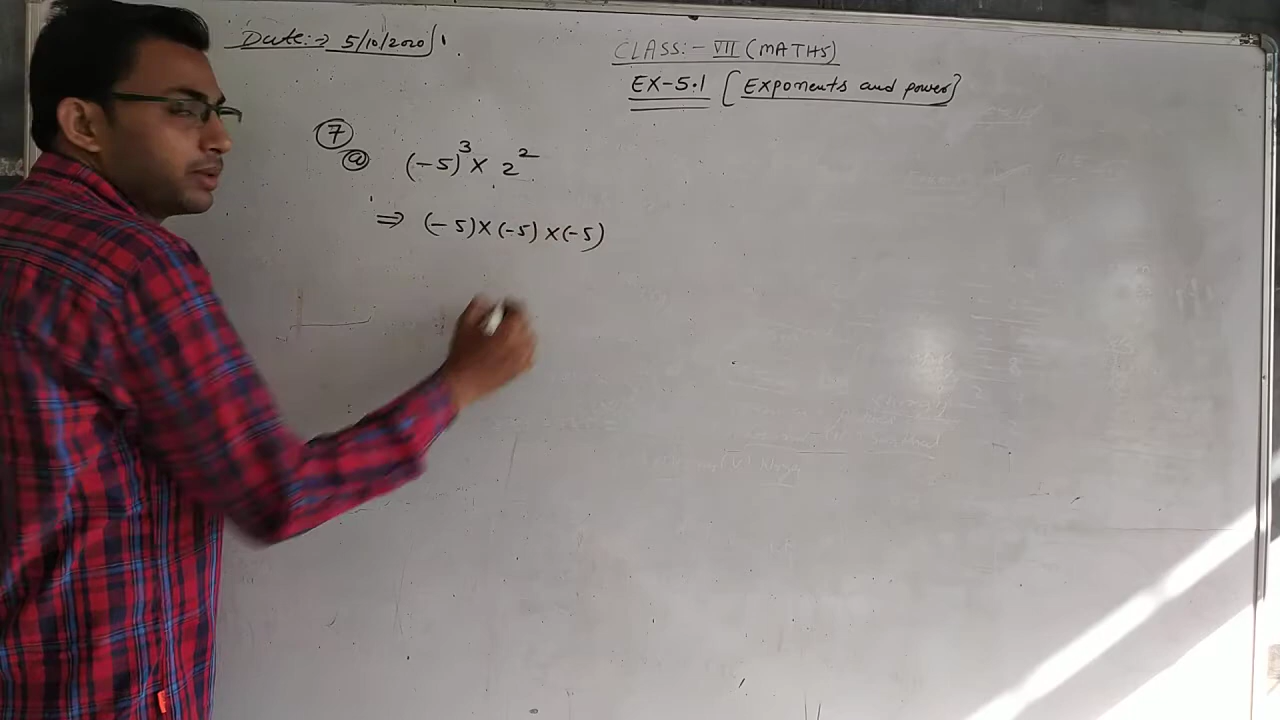 Date:→ 5/10/2020
CLASS:- VII (MATHS)
EX-5.1 [Exponents and power]
7
a (-5)³ × 2²
⇒ (-5)×(-5)×(-5)